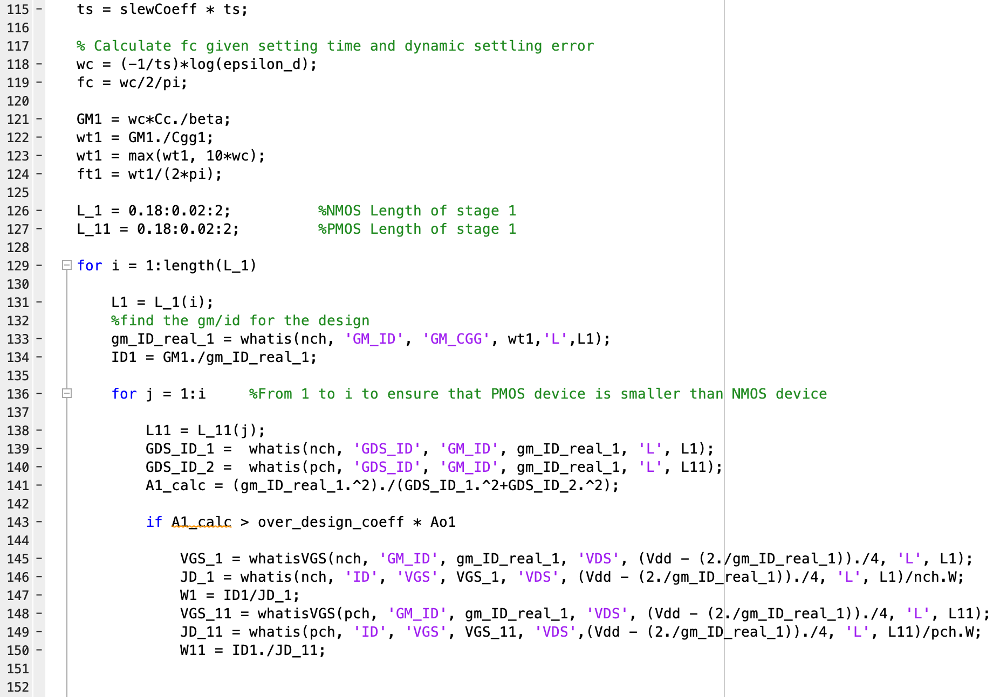 115 - ts = slewCoeff * ts;
116
117 % Calculate fc given setting time and dynamic settling error
118 - wc = (-1/ts)*log(epsilon_d);
119 - fc = wc/2/pi;
120
121 - GM1 = wc*Cc./beta;
122 - wt1 = GM1./Cgg1;
123 - wt1 = max(wt1, 10*wc);
124 - ft1 = wt1/(2*pi);
125
126 - L_1 = 0.18:0.02:2; %NMOS Length of stage 1
127 - L_11 = 0.18:0.02:2; %PMOS Length of stage 1
128
129 - for i = 1:length(L_1)
130
131 - L1 = L_1(i);
132 %find the gm/id for the design
133 - gm_ID_real_1 = whatis(nch, 'GM_ID', 'GM_CGG', wt1,'L',L1);
134 - ID1 = GM1./gm_ID_real_1;
135
136 - for j = 1:i %From 1 to i to ensure that PMOS device is smaller than NMOS device
137
138 - L11 = L_11(j);
139 - GDS_ID_1 = whatis(nch, 'GDS_ID', 'GM_ID', gm_ID_real_1, 'L', L1);
140 - GDS_ID_2 = whatis(pch, 'GDS_ID', 'GM_ID', gm_ID_real_1, 'L', L11);
141 - A1_calc = (gm_ID_real_1.^2)./(GDS_ID_1.^2+GDS_ID_2.^2);
142
143 - if A1_calc > over_design_coeff * Ao1
144
145 - VGS_1 = whatisVGS(nch, 'GM_ID', gm_ID_real_1, 'VDS', (Vdd - (2./gm_ID_real_1))./4, 'L', L1);
146 - JD_1 = whatis(nch, 'ID', 'VGS', VGS_1, 'VDS', (Vdd - (2./gm_ID_real_1))./4, 'L', L1)/nch.W;
147 - W1 = ID1/JD_1;
148 - VGS_11 = whatisVGS(pch, 'GM_ID', gm_ID_real_1, 'VDS', (Vdd - (2./gm_ID_real_1))./4, 'L', L11);
149 - JD_11 = whatis(pch, 'ID', 'VGS', VGS_11, 'VDS',(Vdd - (2./gm_ID_real_1))./4, 'L', L11)/pch.W;
150 - W11 = ID1./JD_11;
151
152